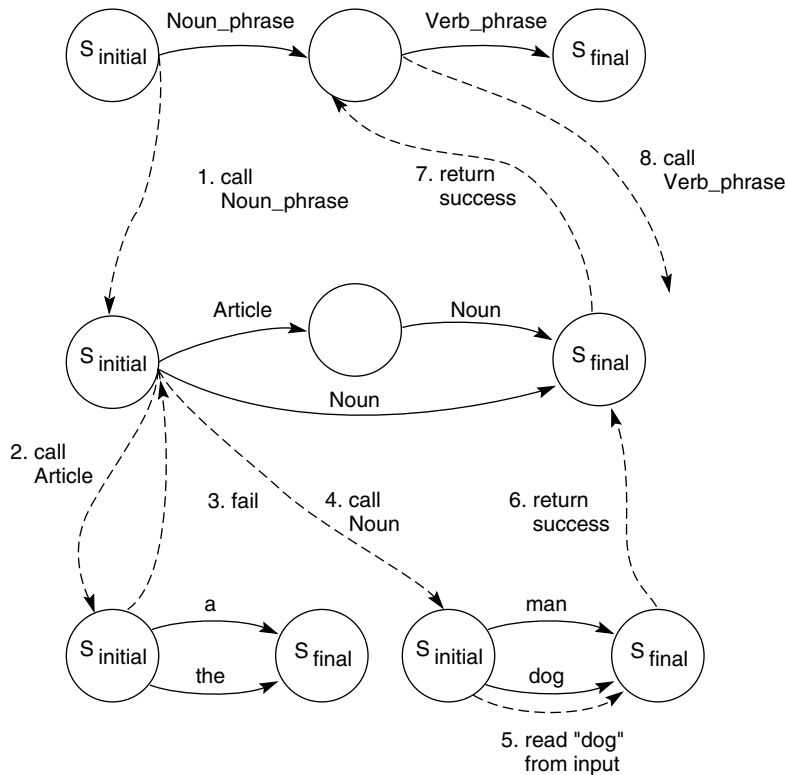 Noun_phrase
Verb_phrase
S initial
S final
1. call
Noun_phrase
7. return
success
8. call
Verb_phrase
Article
Noun
S initial
S final
Noun
2. call
Article
3. fail
4. call
Noun
6. return
success
a
man
S initial
S final
S initial
S final
the
dog
5. read "dog"
from input